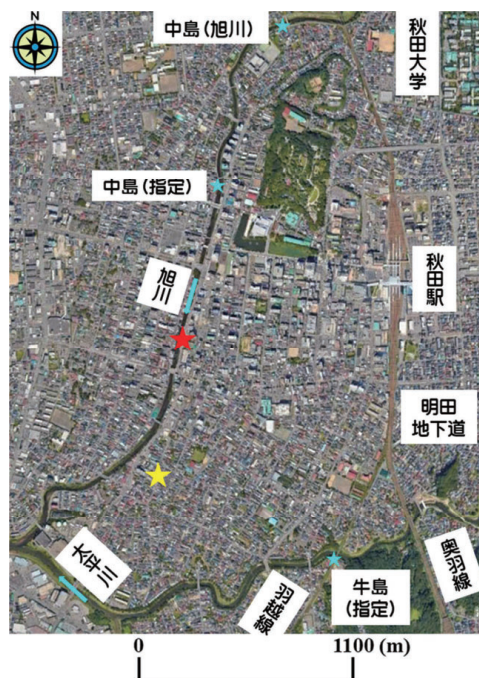 N
中島(旭川)
秋田大学
中島(指定)
旭川
秋田駅
明田
地下道
太平川
羽越線
牛島
(指定)
奥羽線
0
1100 (m)